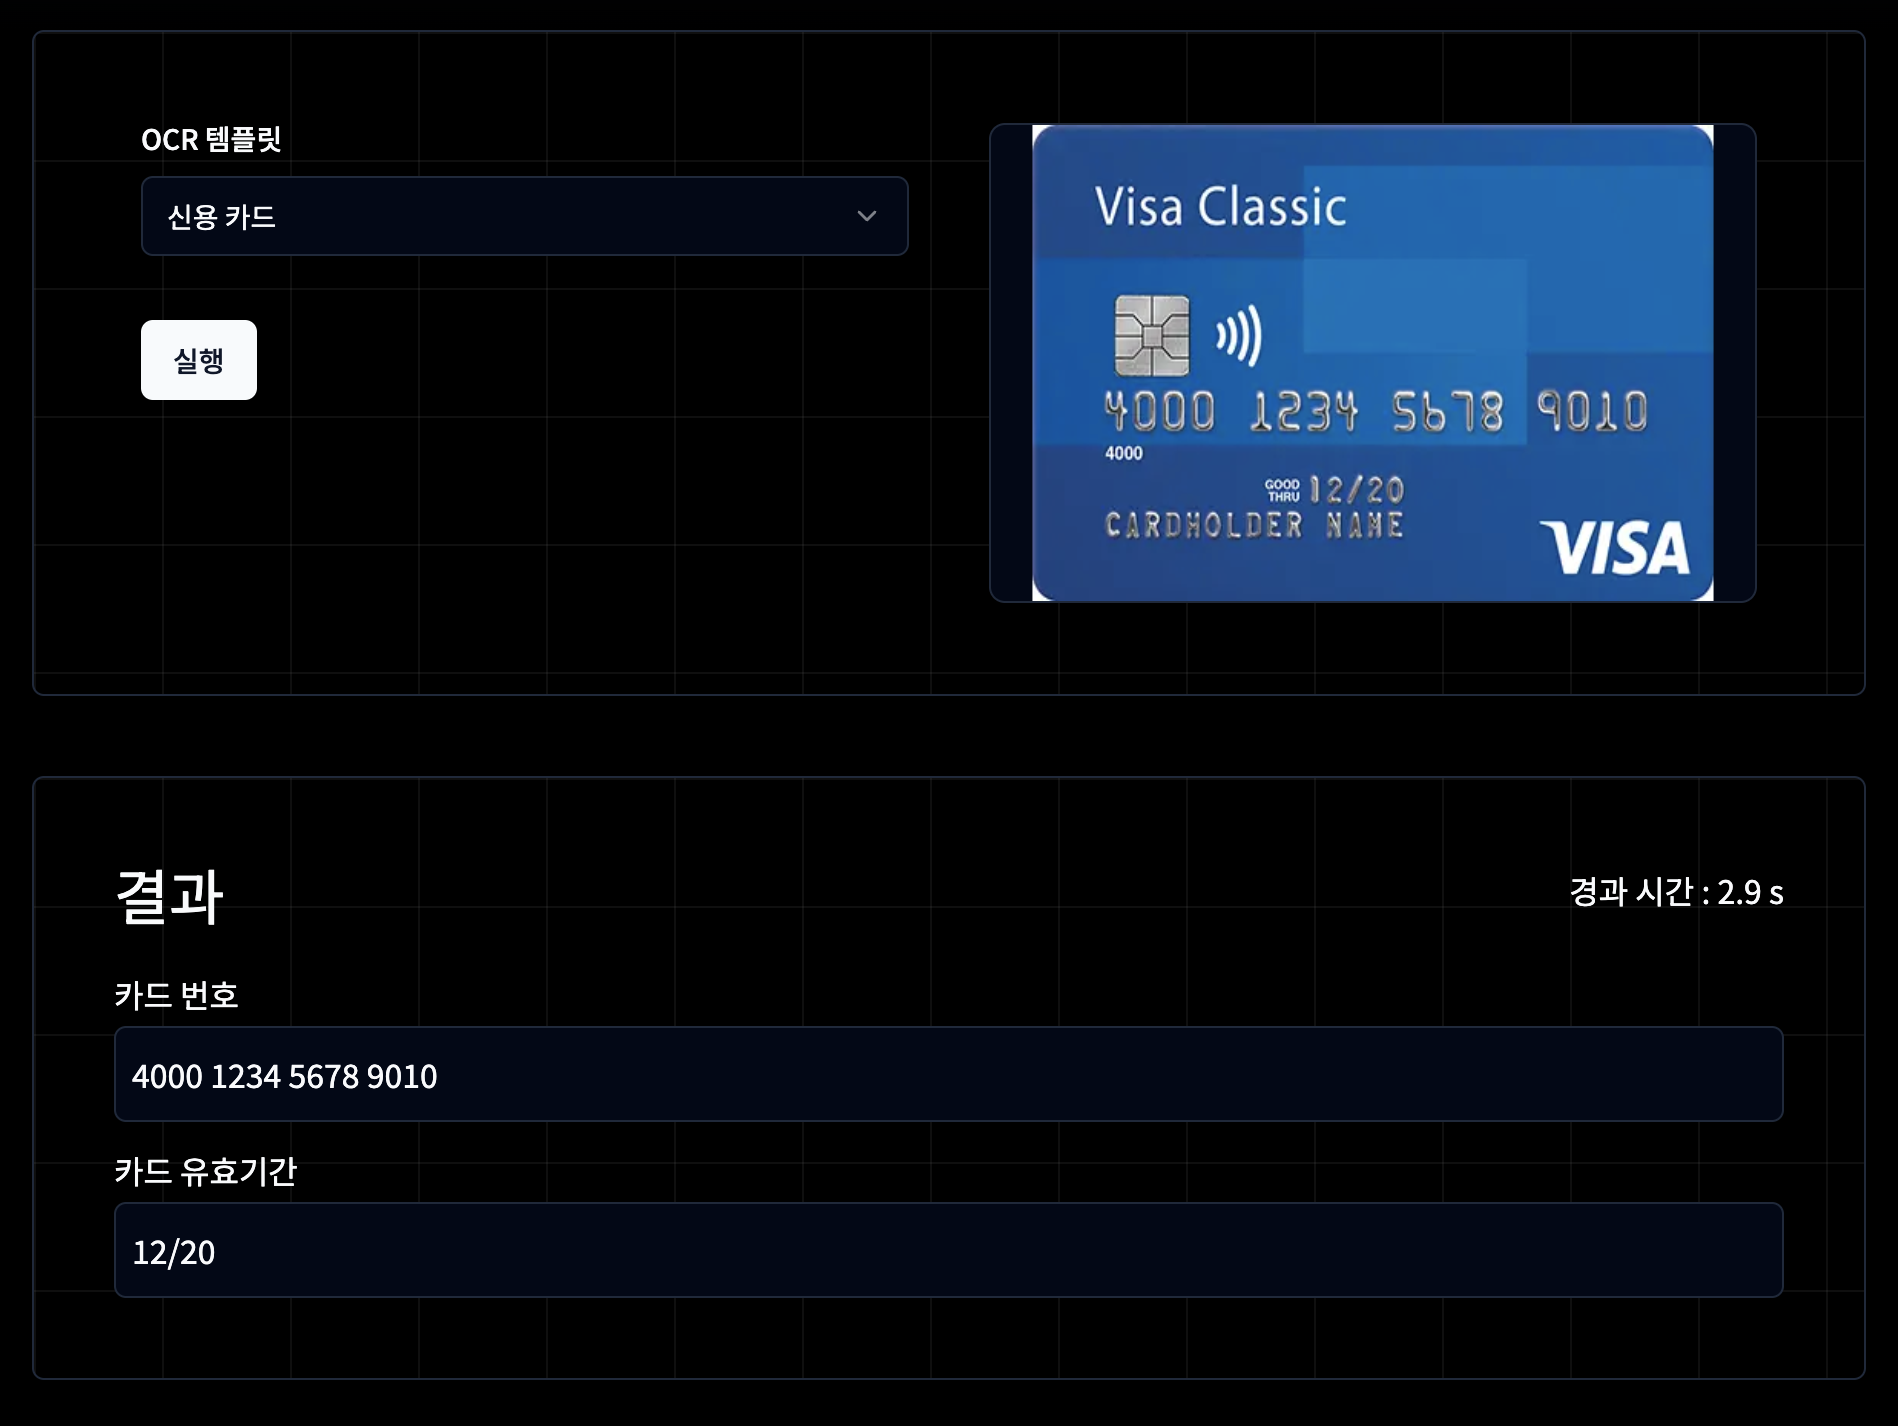 OCR 템플릿
신용 카드
실행
Visa Classic
4000 1234 5678 9010
4000
GOOD THRU 12/20
CARDHOLDER NAME
VISA
결과
경과 시간 : 2.9 s
카드 번호
4000 1234 5678 9010
카드 유효기간
12/20